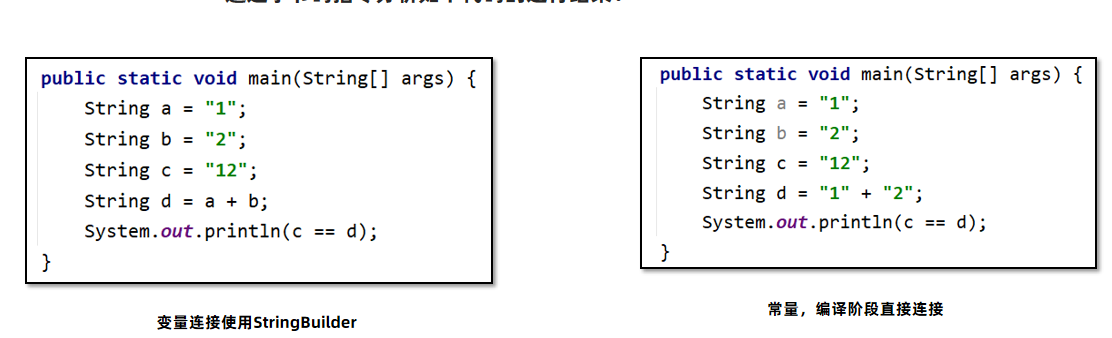 public static void main(String[] args) {
String a = "1";
String b = "2";
String c = "12";
String d = a + b;
System.out.println(c == d);
}
变量连接使用StringBuilder
public static void main(String[] args) {
String a = "1";
String b = "2";
String c = "12";
String d = "1" + "2";
System.out.println(c == d);
}
常量，编译阶段直接连接